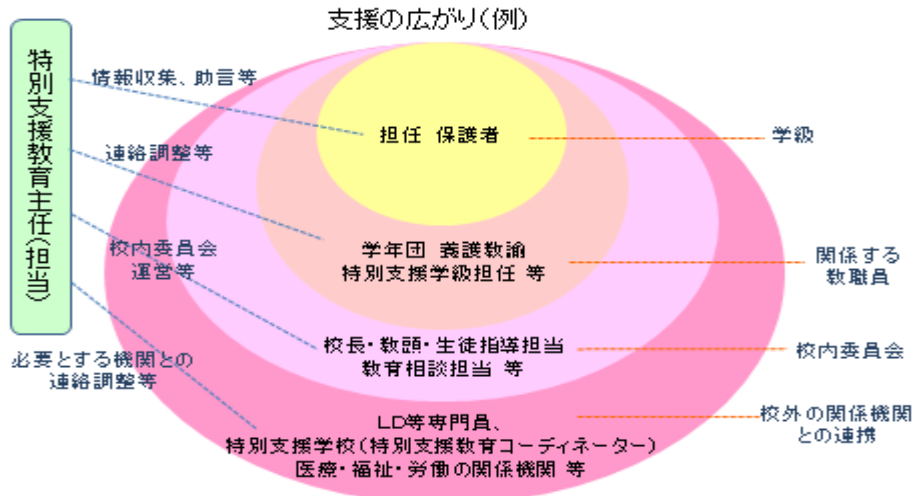 支援の広がり(例)
特別支援教育主任(担当)
情報収集、助言等
担任 保護者
学級
連絡調整等
学年団 養護教諭
特別支援学級担任 等
関係する
教職員
校内委員会
運営等
校長・教頭・生徒指導担当
教育相談担当 等
校内委員会
必要とする機関との
連絡調整等
LD等専門員、
特別支援学校(特別支援教育コーディネーター)
医療・福祉・労働の関係機関 等
校外の関係機関
との連携